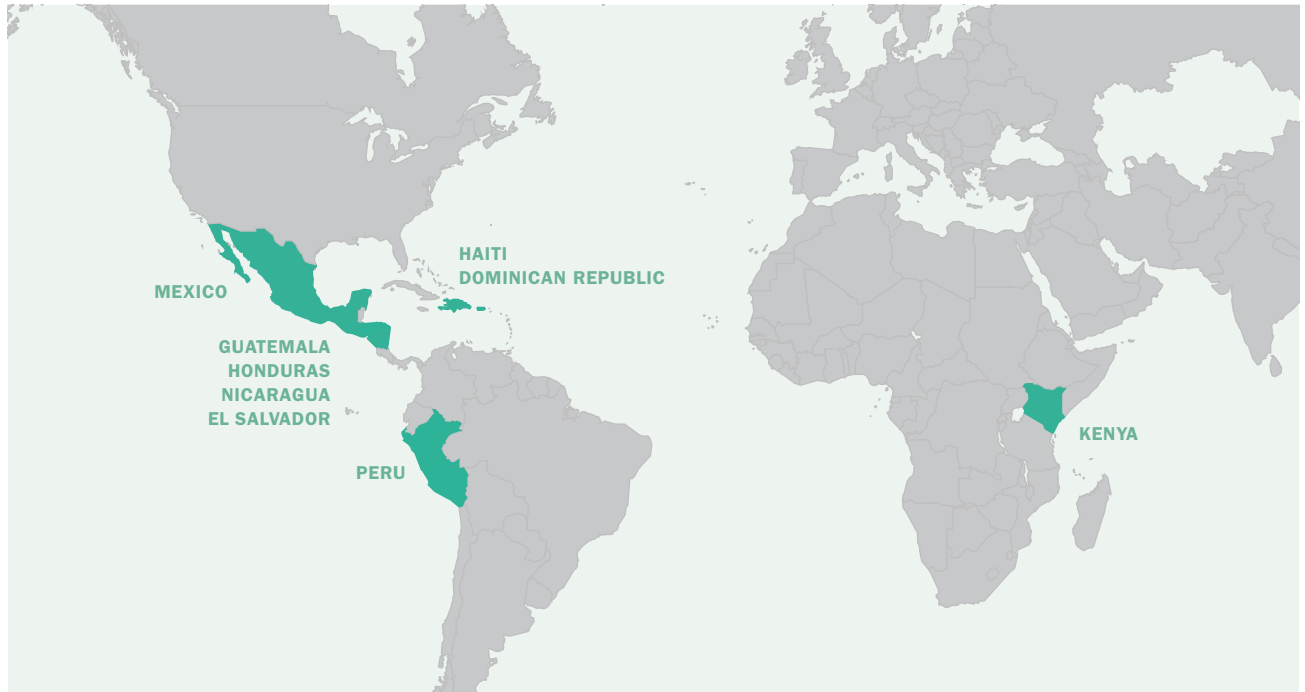 HAITI
DOMINICAN REPUBLIC
MEXICO
GUATEMALA
HONDURAS
NICARAGUA
EL SALVADOR
PERU
KENYA